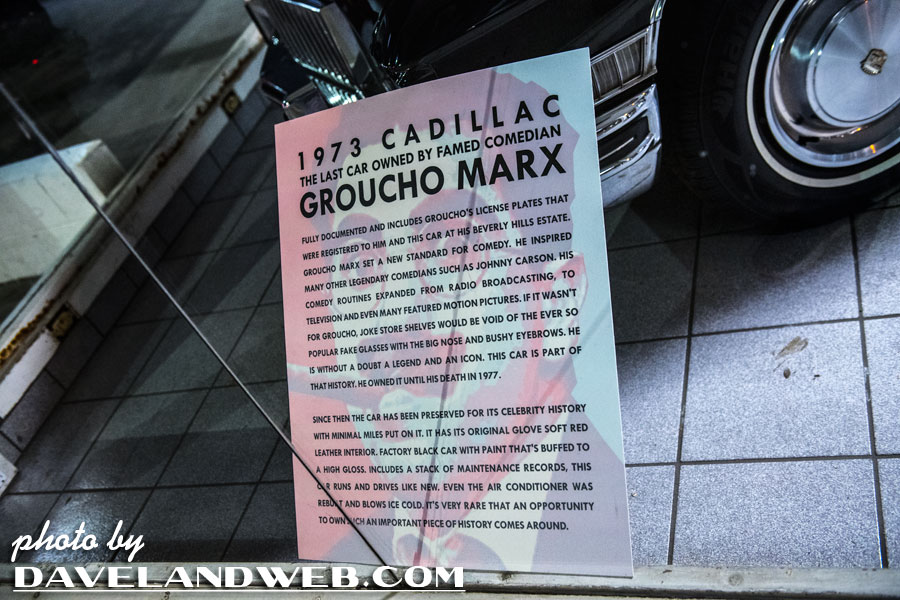 1973 CADILLAC
THE LAST CAR OWNED BY FAMED COMEDIAN
GROUCHO MARX
FULLY DOCUMENTED AND INCLUDES GROUCHO'S LICENSE PLATES THAT
WERE REGISTERED TO HIM AND THIS CAR AT HIS BEVERLY HILLS ESTATE.
GROUCHO MARX SET A NEW STANDARD FOR COMEDY. HE INSPIRED
MANY OTHER LEGENDARY COMEDIANS SUCH AS JOHNNY CARSON. HIS
COMEDY ROUTINES EXPANDED FROM RADIO BROADCASTING, TO
TELEVISION AND EVEN MANY FEATURED MOTION PICTURES. IF IT WASN'T
FOR GROUCHO, JOKE STORE SHELVES WOULD BE VOID OF THE EVER SO
POPULAR FAKE GLASSES WITH THE BIG NOSE AND BUSHY EYEBROWS. HE
IS WITHOUT A DOUBT A LEGEND AND AN ICON. THIS CAR IS PART OF
THAT HISTORY. HE OWNED IT UNTIL HIS DEATH IN 1977.
SINCE THEN THE CAR HAS BEEN PRESERVED FOR ITS CELEBRITY HISTORY
WITH MINIMAL MILES PUT ON IT. IT HAS ITS ORIGINAL GLOVE SOFT RED
LEATHER INTERIOR. FACTORY BLACK CAR WITH PAINT THAT'S BUFFED TO
A HIGH GLOSS. INCLUDES A STACK OF MAINTENANCE RECORDS, THIS
CAR RUNS AND DRIVES LIKE NEW. EVEN THE AIR CONDITIONER WAS
REBUILT AND BLOWS ICE COLD. IT'S VERY RARE THAT AN OPPORTUNITY
TO OWN SUCH AN IMPORTANT PIECE OF HISTORY COMES AROUND.
photo by
DAVELANDWEB.COM